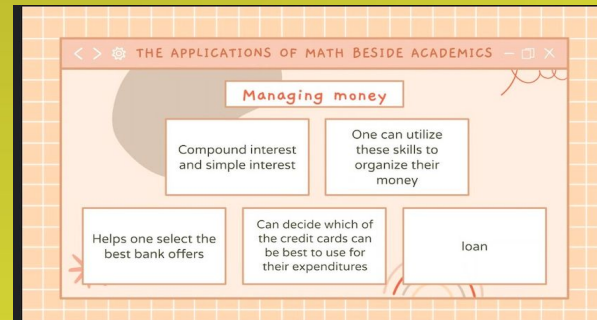 THE APPLICATIONS OF MATH BESIDE ACADEMICS
Managing money
Compound interest
and simple interest
One can utilize
these skills to
organize their
money
Helps one select the
best bank offers
Can decide which of
the credit cards can
be best to use for
their expenditures
loan